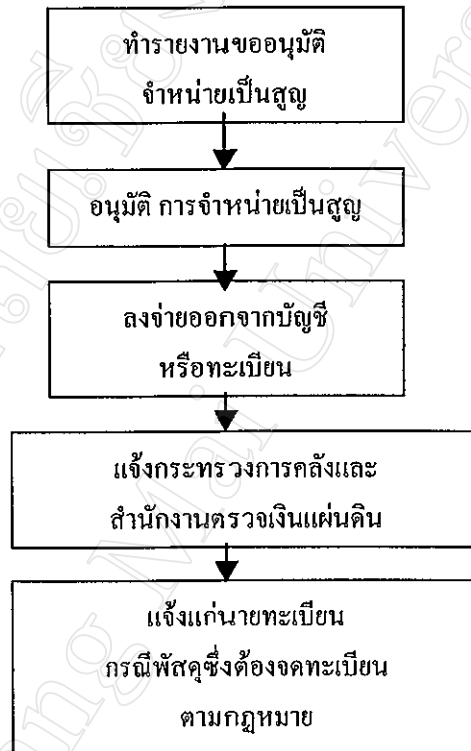 ทำรายงานขออนุมัติ
จำหน่ายเป็นสูญ
อนุมัติ การจำหน่ายเป็นสูญ
ลงจ่ายออกจากบัญชี
หรือทะเบียน
แจ้งกระทรวงการคลังและ
สำนักงานตรวจเงินแผ่นดิน
แจ้งแก่นายทะเบียน
กรณีพัสดุซึ่งต้องจดทะเบียน
ตามกฎหมาย